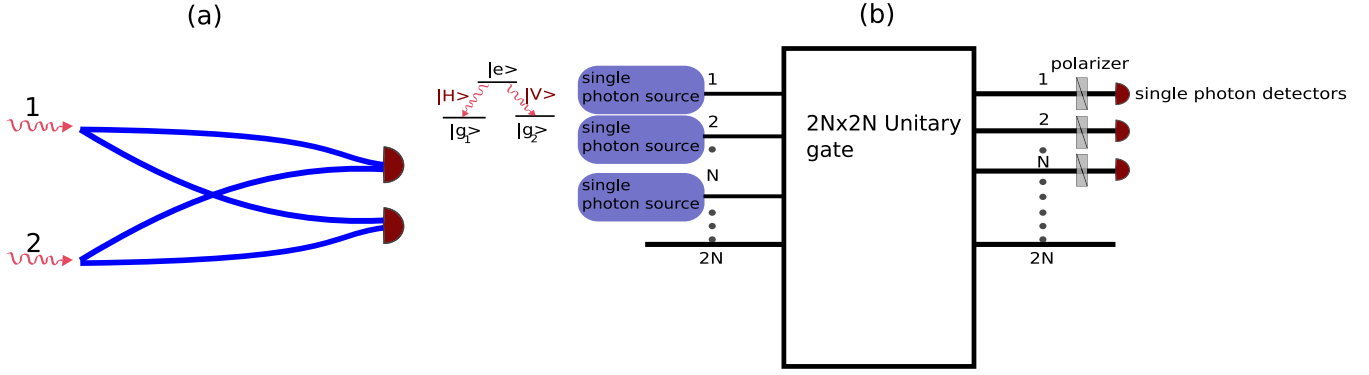 (a)
1
2
(b)
|e>
|H>
|V>
|g1>
|g2>
single
photon source
1
single
photon source
2
single
photon source
N
2N
2Nx2N Unitary
gate
polarizer
1
single photon detectors
2
N
2N